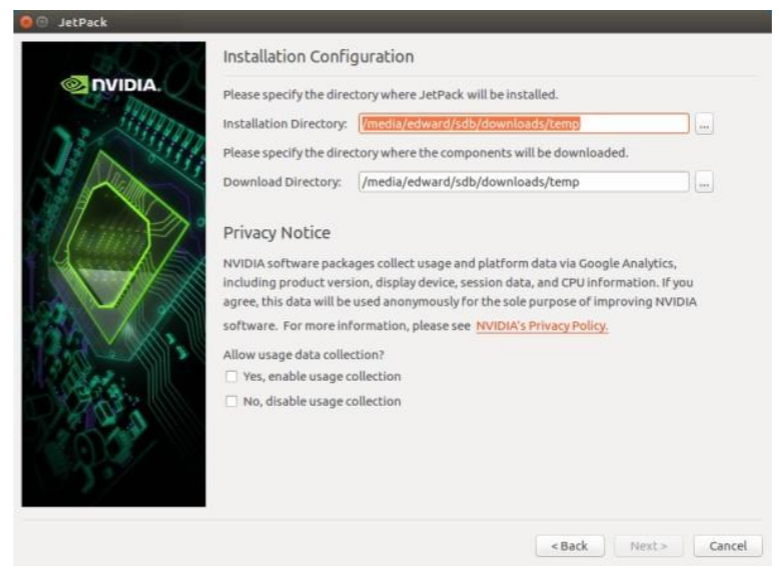 JetPack
NVIDIA.
Installation Configuration
Please specify the directory where JetPack will be installed.
Installation Directory: /media/edward/sdb/downloads/temp ...
Please specify the directory where the components will be downloaded.
Download Directory: /media/edward/sdb/downloads/temp ...
Privacy Notice
NVIDIA software packages collect usage and platform data via Google Analytics,
including product version, display device, session data, and CPU information. If you
agree, this data will be used anonymously for the sole purpose of improving NVIDIA
software. For more information, please see NVIDIA's Privacy Policy.
Allow usage data collection?
Yes, enable usage collection
No, disable usage collection
< Back Next > Cancel